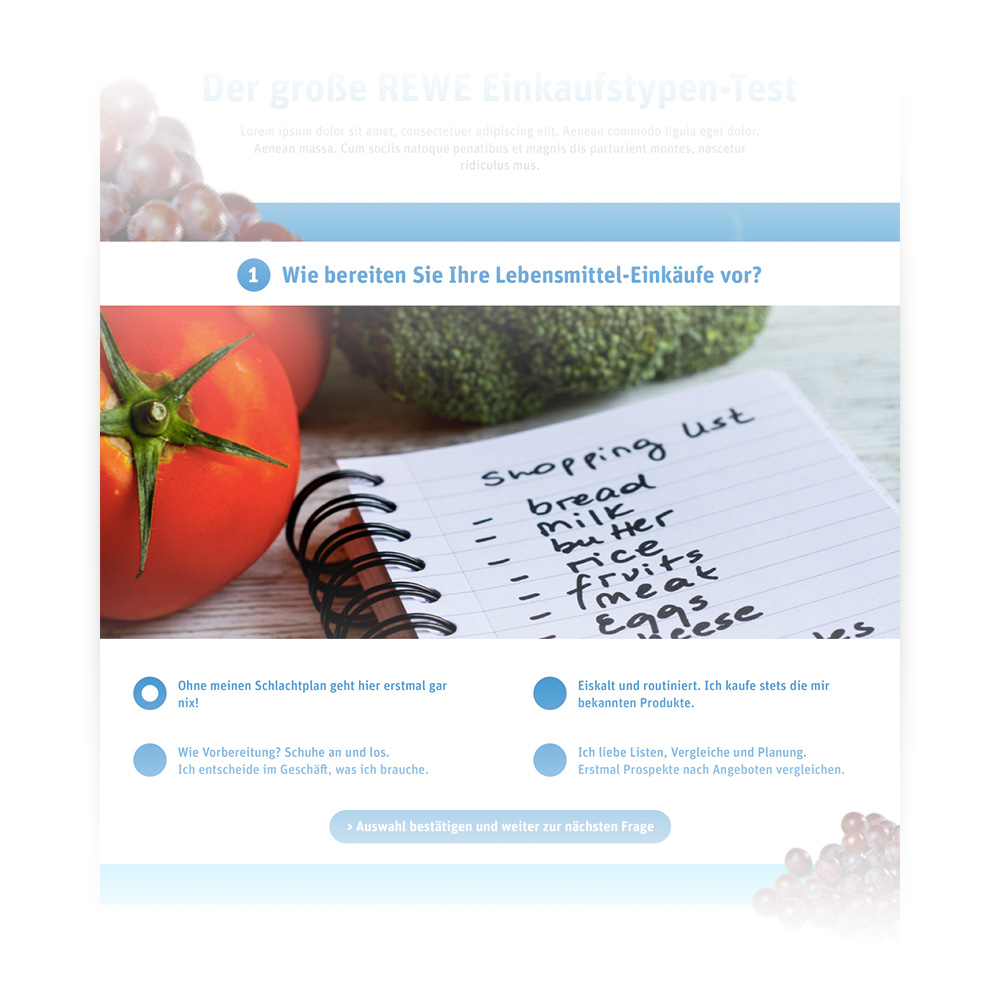 Der große REWE Einkaufstypen-Test
Lorem ipsum dolor sit amet, consectetuer adipiscing elit. Aenean commodo ligula eget dolor.
Aenean massa. Cum sociis natoque penatibus et magnis dis parturient montes, nascetur
ridiculus mus.
1 Wie bereiten Sie Ihre Lebensmittel-Einkäufe vor?
shopping list
- bread
- milk
- butter
- rice
- fruits
- meat
- Eggs
Ohne meinen Schlachtplan geht hier erstmal gar
nix!
Eiskalt und routiniert. Ich kaufe stets die mir
bekannten Produkte.
Wie Vorbereitung? Schuhe an und los.
Ich entscheide im Geschäft, was ich brauche.
Ich liebe Listen, Vergleiche und Planung.
Erstmal Prospekte nach Angeboten vergleichen.
> Auswahl bestätigen und weiter zur nächsten Frage